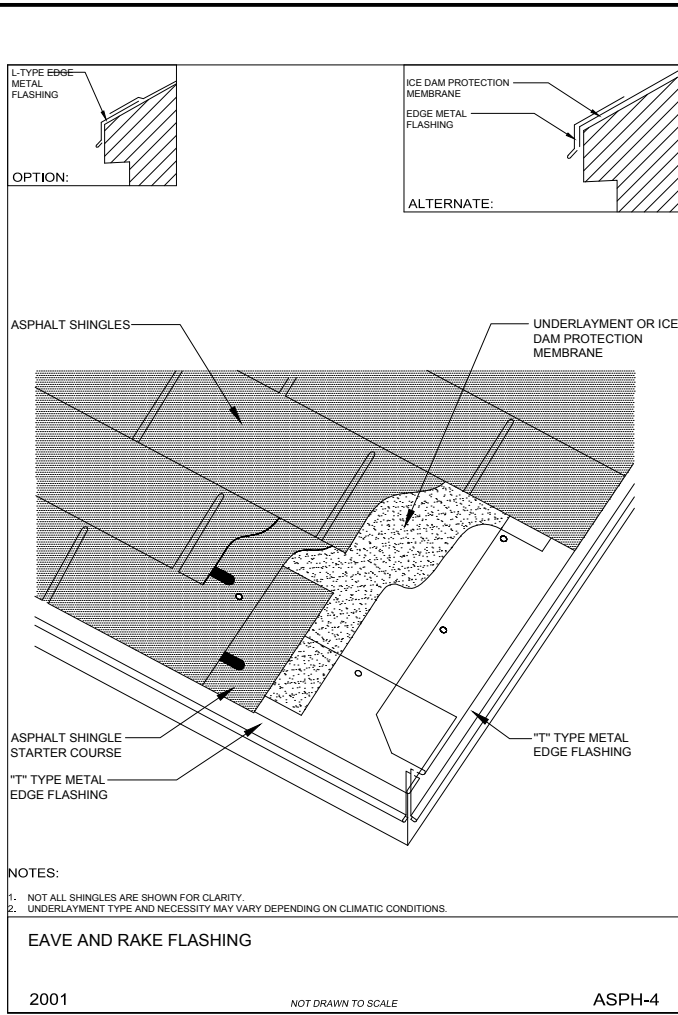 L-TYPE EDGE
METAL
FLASHING
OPTION:
ICE DAM PROTECTION
MEMBRANE
EDGE METAL
FLASHING
ALTERNATE:
ASPHALT SHINGLES
UNDERLAYMENT OR ICE
DAM PROTECTION
MEMBRANE
ASPHALT SHINGLE
STARTER COURSE
"T" TYPE METAL
EDGE FLASHING
"T" TYPE METAL
EDGE FLASHING
NOTES:
1. NOT ALL SHINGLES ARE SHOWN FOR CLARITY.
2. UNDERLAYMENT TYPE AND NECESSITY MAY VARY DEPENDING ON CLIMATIC CONDITIONS.
EAVE AND RAKE FLASHING
2001
NOT DRAWN TO SCALE
ASPH-4